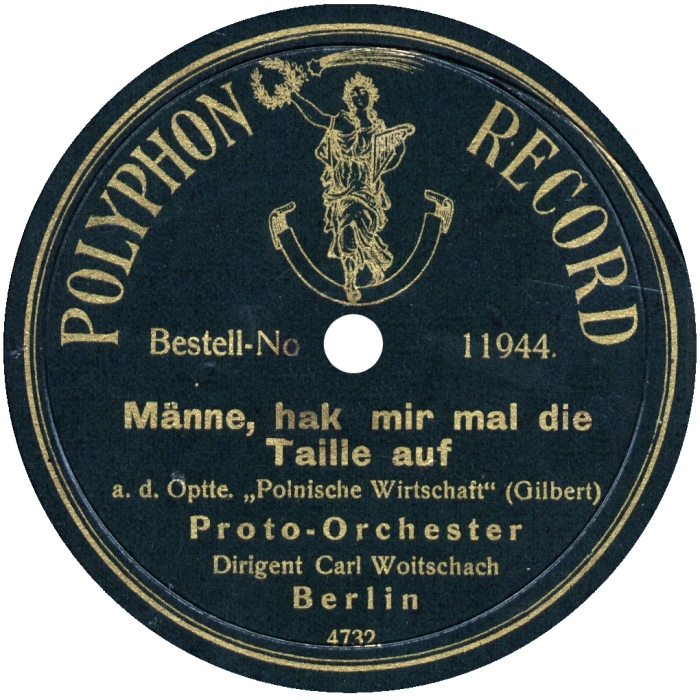 POLYPHON RECORD
Bestell-No 11944.
Männe, hak mir mal die
Taille auf
a. d. Optte. „Polnische Wirtschaft“ (Gilbert)
Proto-Orchester
Dirigent Carl Woitschach
Berlin
4732